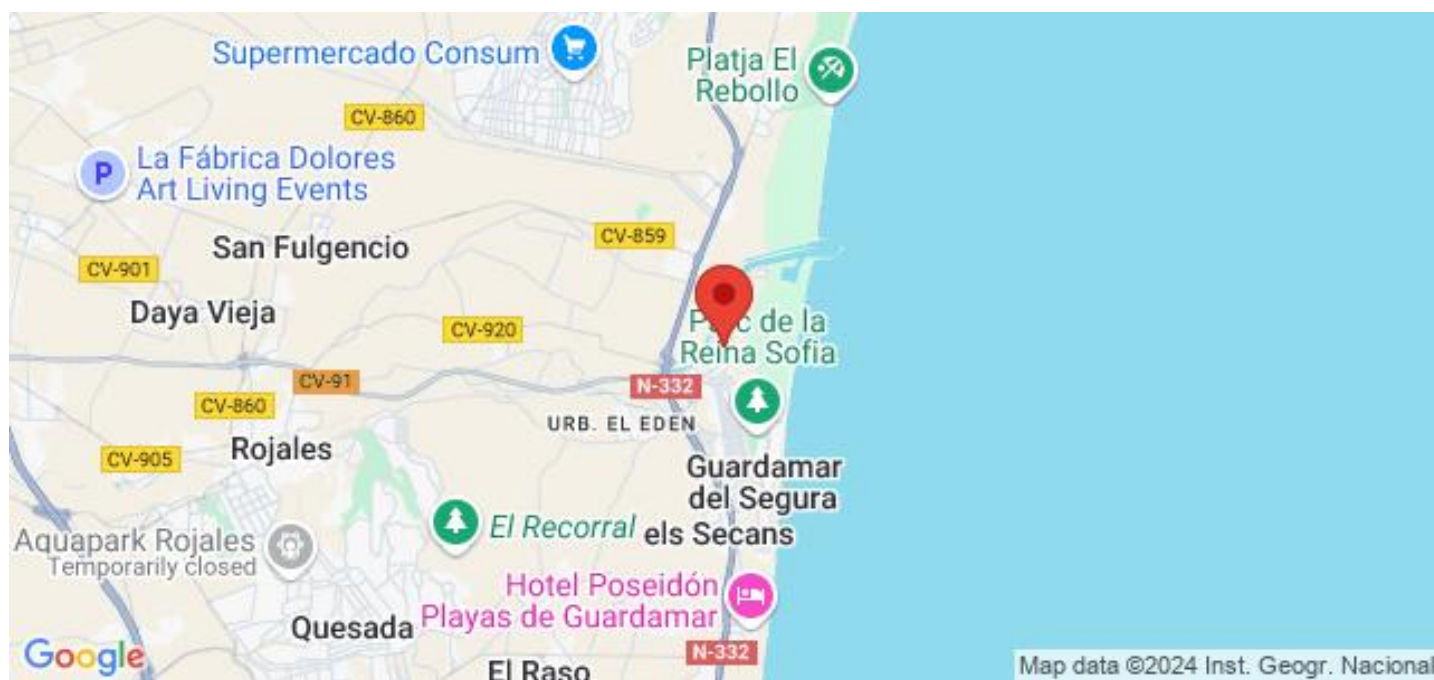 Supermercado Consum
Platja El
Rebollo
CV-860
La Fábrica Dolores
Art Living Events
P
San Fulgencio
CV-859
CV-901
Daya Vieja
CV-920
Parc de la
Reina Sofia
CV-91
N-332
CV-860
URB. EL EDEN
Rojales
CV-905
Guardamar
del Segura
El Recorral
els Secans
Aquapark Rojales
Temporarily closed
Hotel Poseidón
Playas de Guardamar
Quesada
N-332
El Raso
Google
Map data ©2024 Inst. Geogr. Nacional